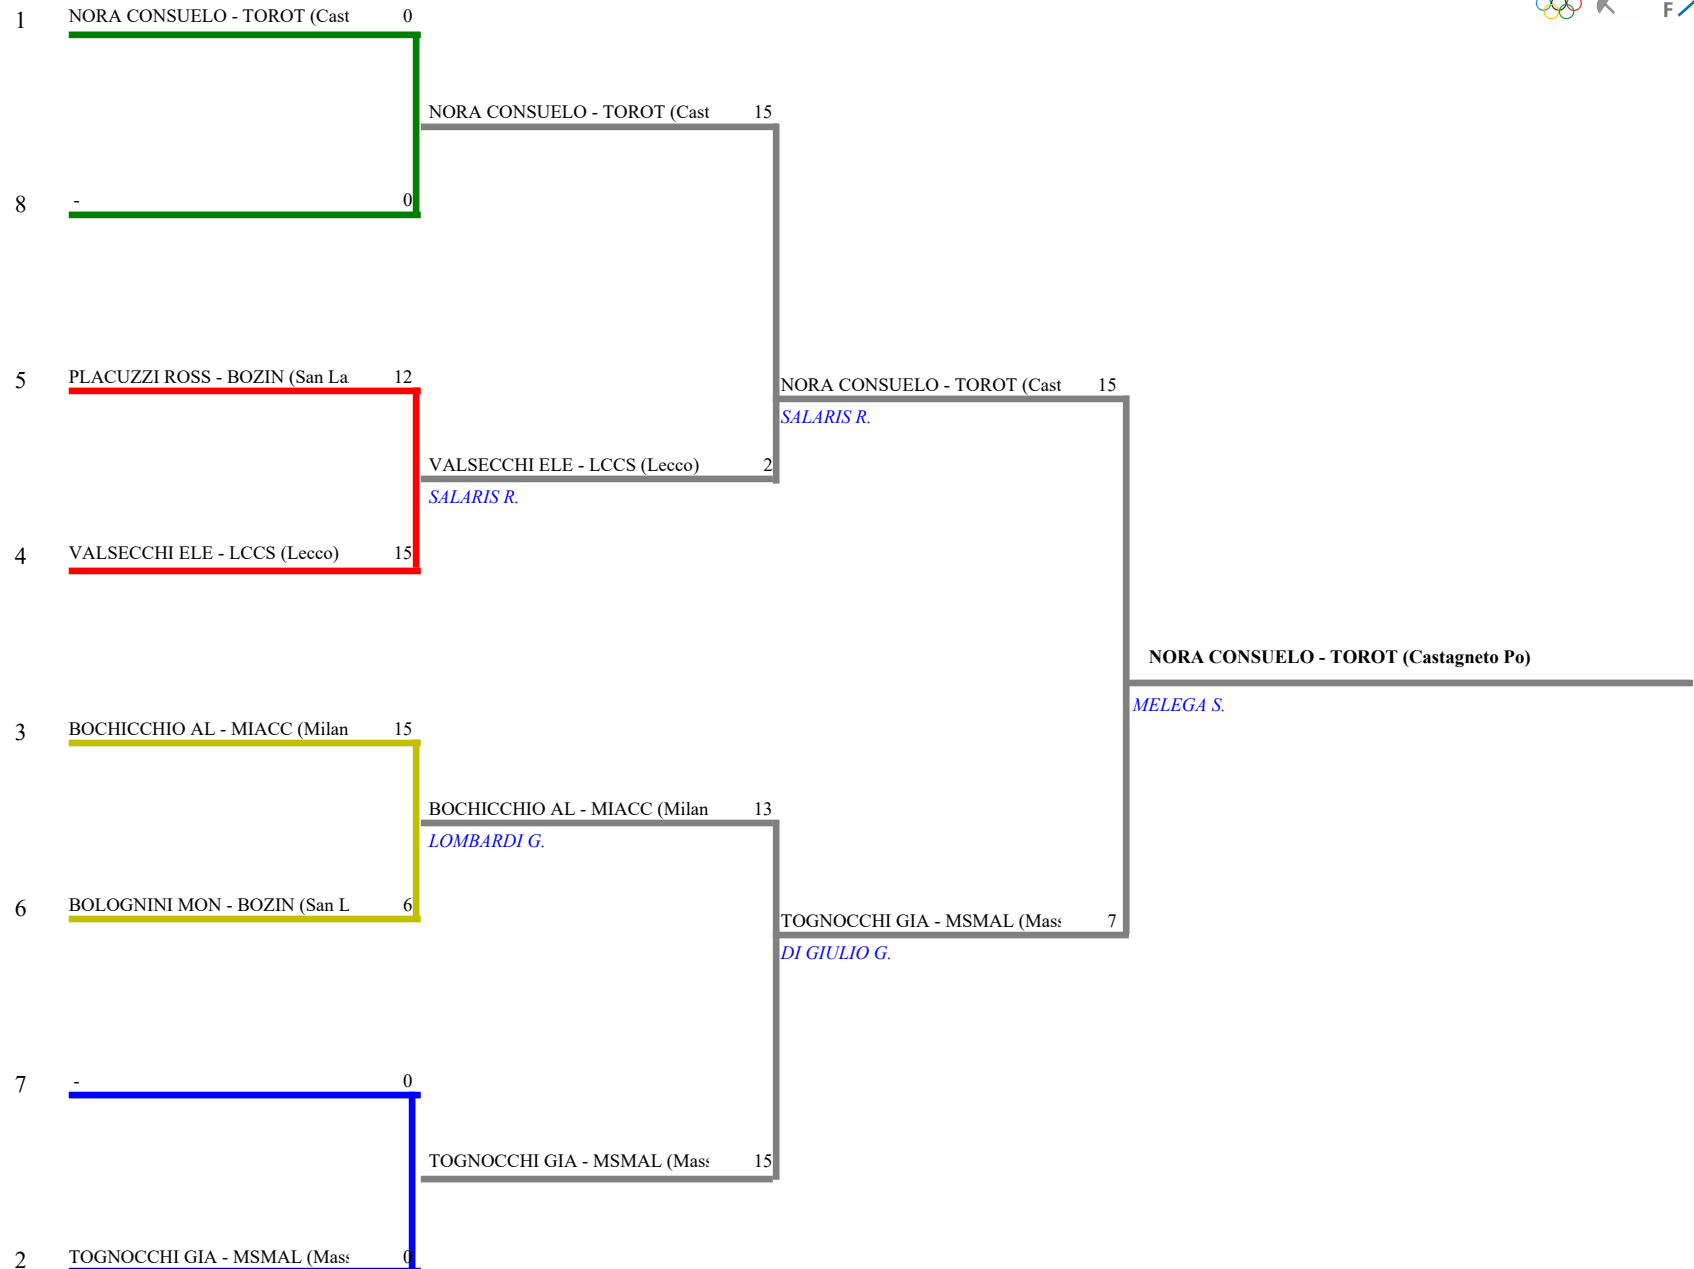 1 NORA CONSUELO - TOROT (Cast 0
NORA CONSUELO - TOROT (Cast 15
8 - 0
5 PLACUZZI ROSS - BOZIN (San La 12
NORA CONSUELO - TOROT (Cast 15
SALARIS R.
VALSECCHI ELE - LCCS (Lecco) 2
SALARIS R.
4 VALSECCHI ELE - LCCS (Lecco) 15
NORA CONSUELO - TOROT (Castagneto Po)
MELEGA S.
3 BOCHICCHIO AL - MIACC (Milan 15
BOCHICCHIO AL - MIACC (Milan 13
LOMBARDI G.
6 BOLOGNINI MON - BOZIN (San L 6
TOGNOCCHI GIA - MSMAL (Mass 7
DI GIULIO G.
7 - 0
TOGNOCCHI GIA - MSMAL (Mass 15
2 TOGNOCCHI GIA - MSMAL (Mass 0
F